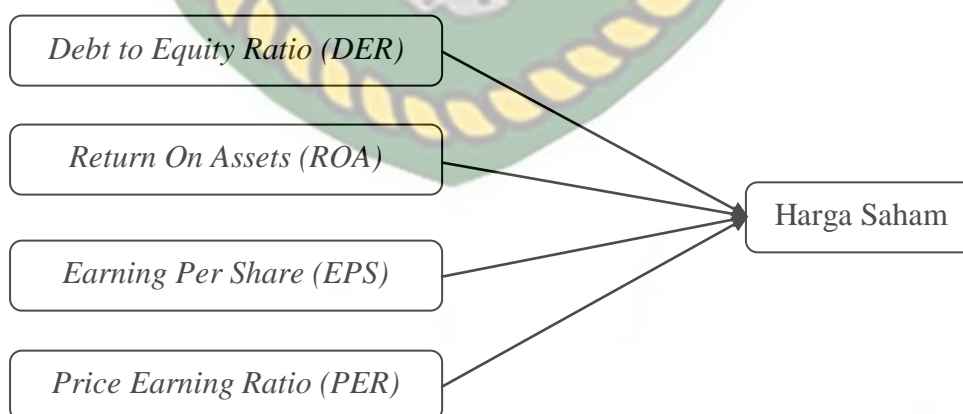 Debt to Equity Ratio (DER)
Return On Assets (ROA)
Harga Saham
Earning Per Share (EPS)
Price Earning Ratio (PER)